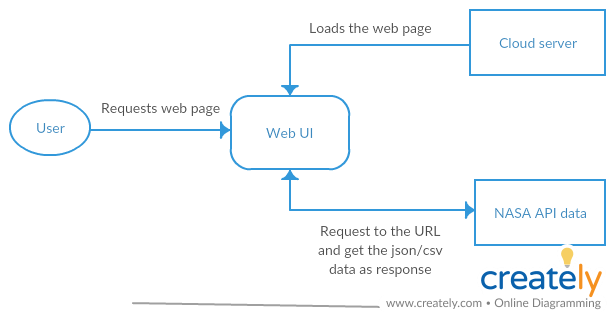 Loads the web page
Cloud server
Requests web page
User
Web UI
NASA API data
Request to the URL
and get the json/csv
data as response
creately
www.creately.com • Online Diagramming